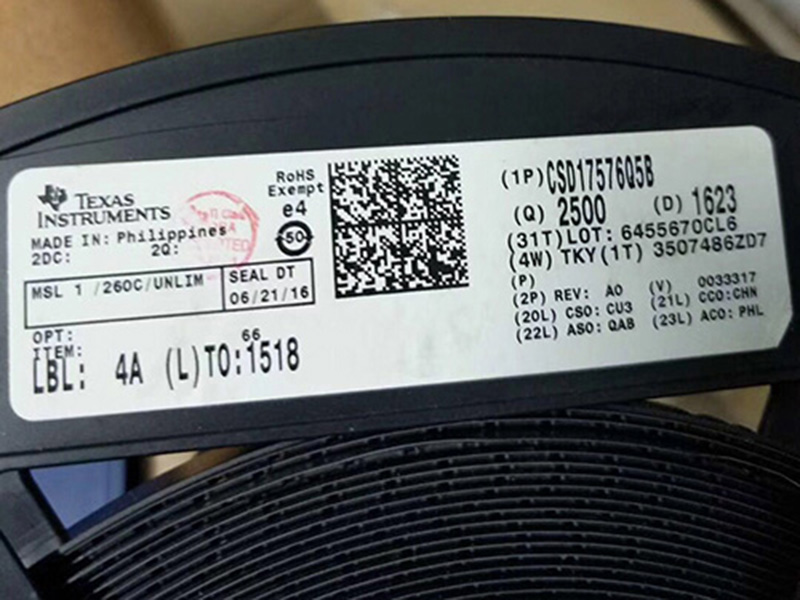 TEXAS
INSTRUMENTS
MADE IN: Philippines
2DC: 2Q:
MSL 1 /260C/UNLIM
SEAL DT
06/21/16
OPT:
ITEM:
66
LBL: 4A (L)TO:1518
RoHS
Exempt
e4
50
(1P)CSD17576Q5B
(Q) 2500 (D) 1623
(31T)LOT: 6455670CL6
(4W) TKY(1T) 3507486ZD7
(P)
(2P) REV: A0 (V) 0033317
(20L) CSO: CU3 (21L) CCO:CHN
(22L) ASO: QAB (23L) ACO: PHL